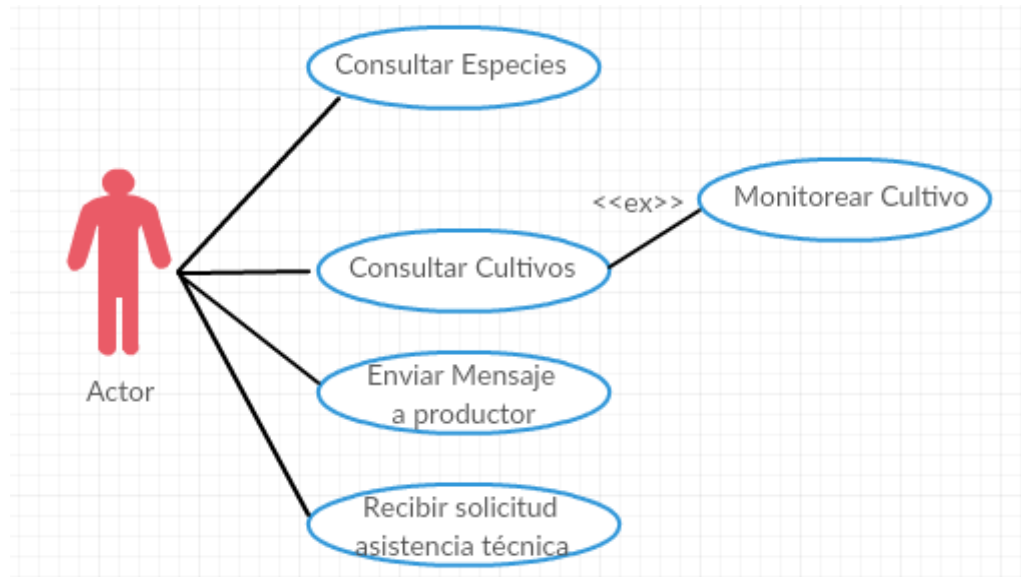 Consultar Especies
<<ex>>
Monitorear Cultivo
Consultar Cultivos
Enviar Mensaje
a productor
Actor
Recibir solicitud
asistencia técnica